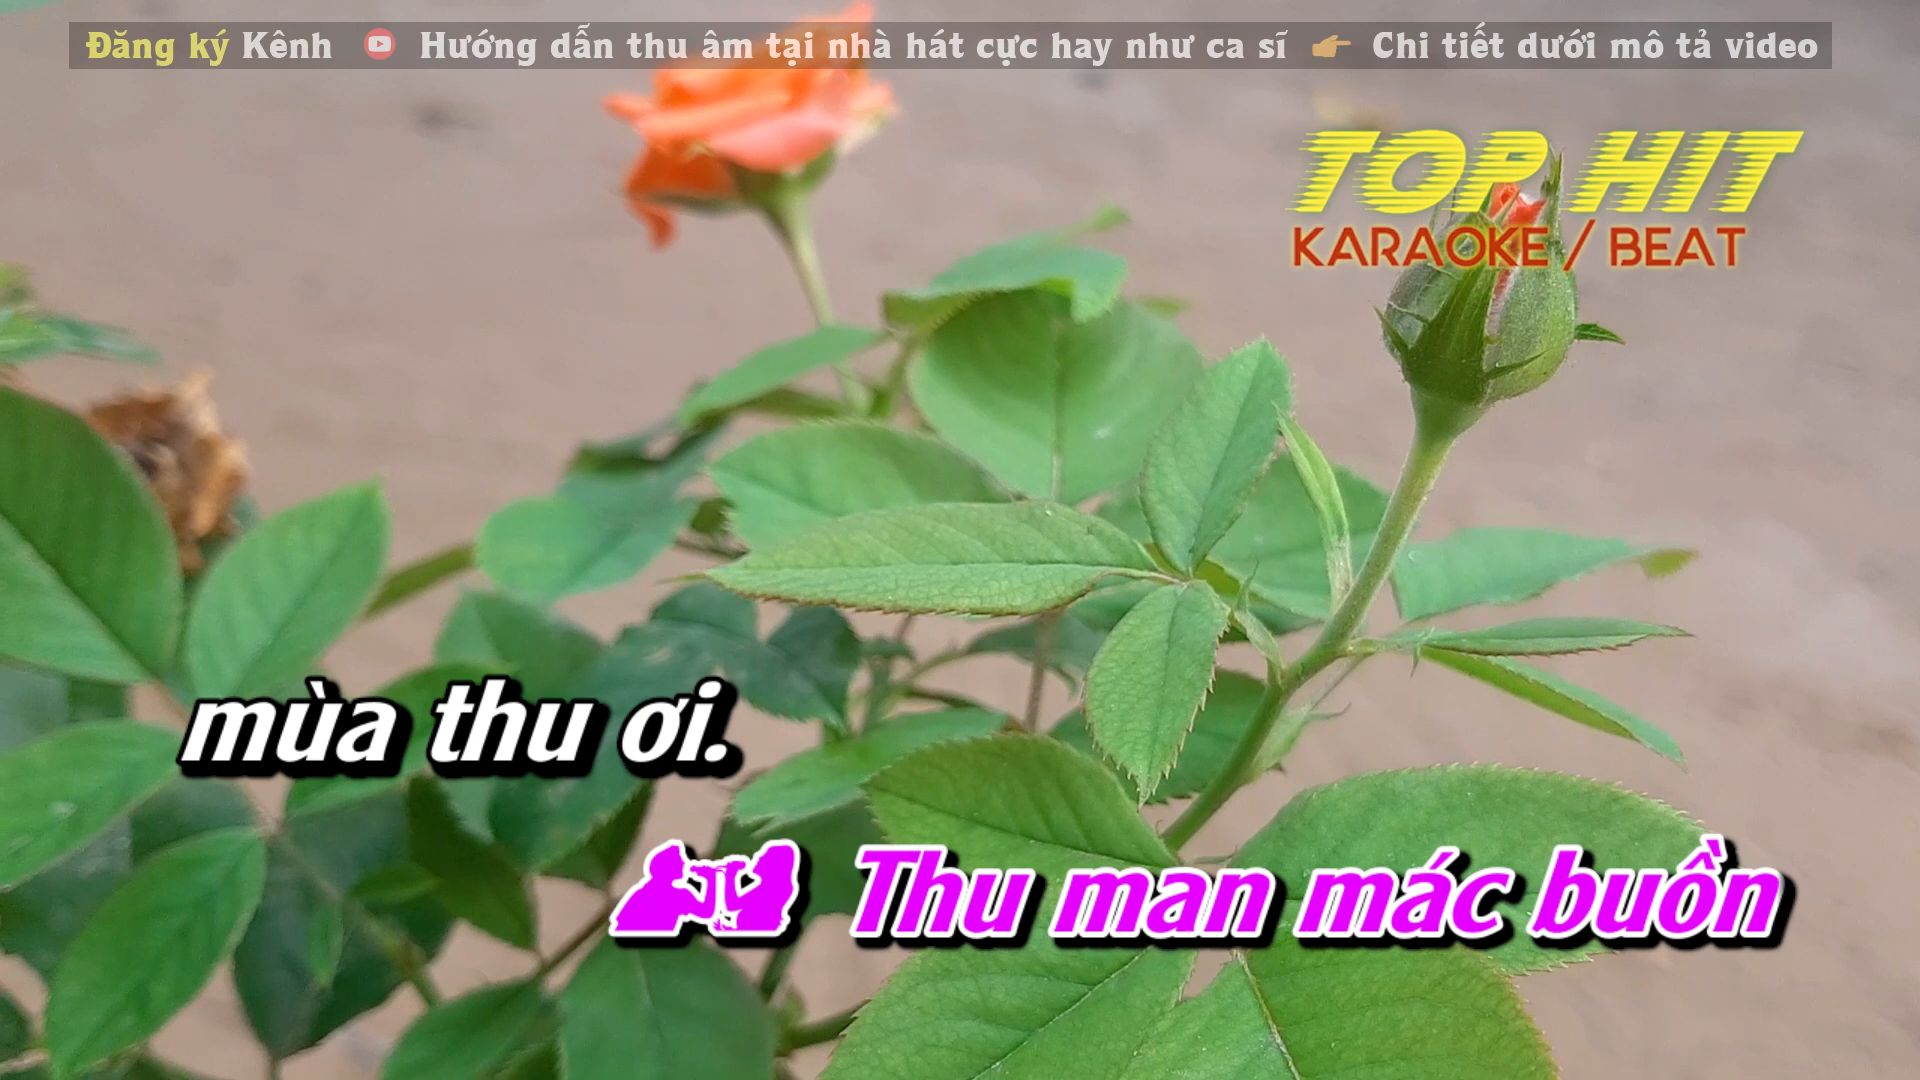 Đăng ký Kênh Hướng dẫn thu âm tại nhà hát cực hay như ca sĩ Chi tiết dưới mô tả video
TOP HIT
KARAOKE / BEAT
mùa thu ơi.
Thu man mác buồn